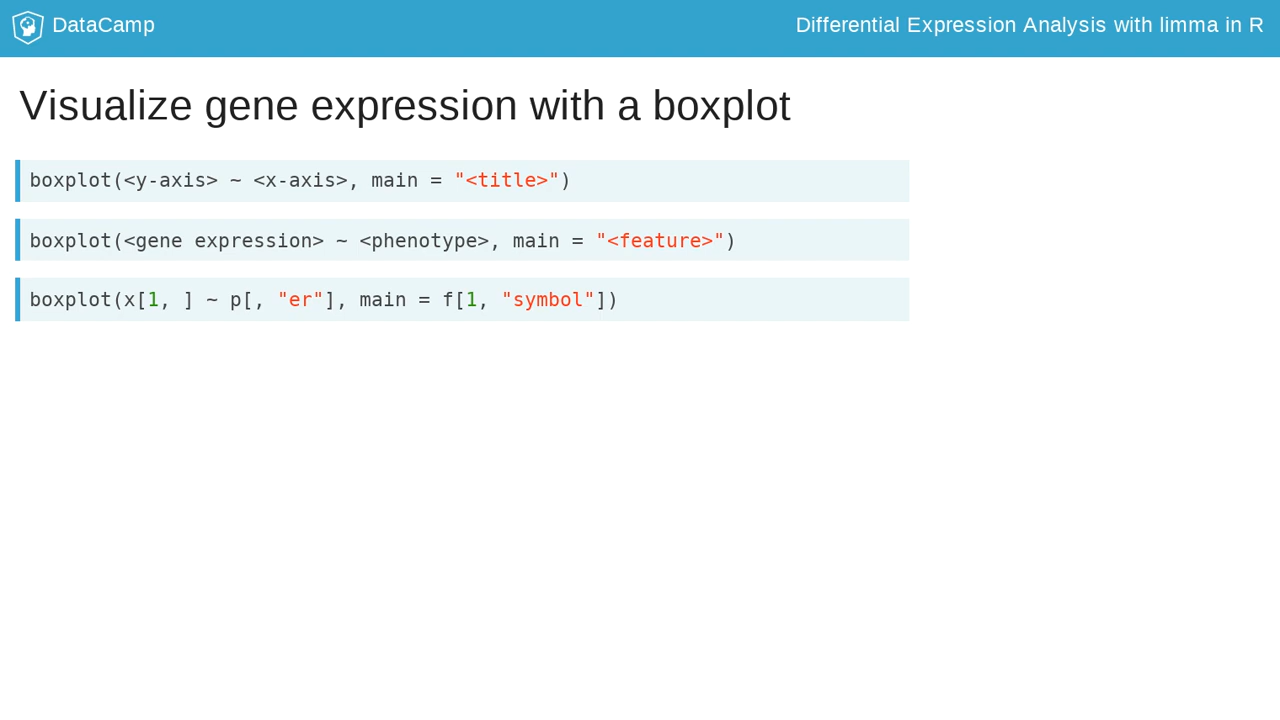 DataCamp
Differential Expression Analysis with limma in R
Visualize gene expression with a boxplot
boxplot(<y-axis> ~ <x-axis>, main = "<title>")
boxplot(<gene expression> ~ <phenotype>, main = "<feature>")
boxplot(x[1, ] ~ p[, "er"], main = f[1, "symbol"])